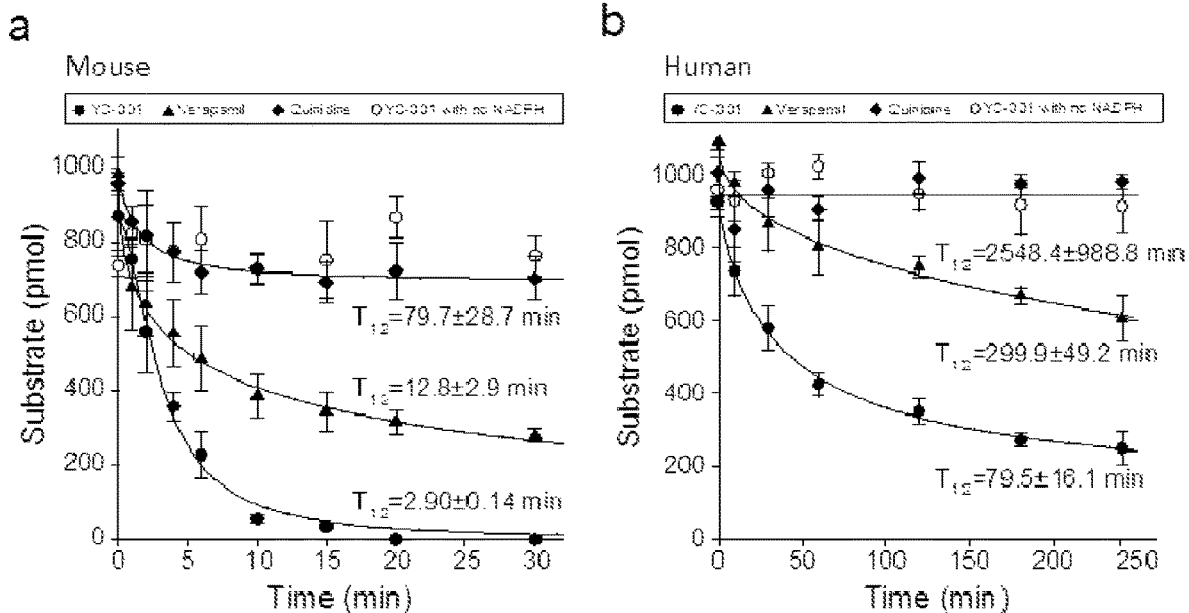 a
Mouse
YC-001 Verapamil Quinidine YC-001 with no NADPH
1000
800
600
400
200
0
Substrate (pmol)
T1/2=79.7±28.7 min
T1/2=12.8±2.9 min
T1/2=2.90±0.14 min
0 5 10 15 20 25 30
Time (min)
b
Human
YC-001 Verapamil Quinidine YC-001 with no NADPH
1000
800
600
400
200
0
Substrate (pmol)
T1/2=2548.4±988.8 min
T1/2=299.9±49.2 min
T1/2=79.5±16.1 min
0 50 100 150 200 250
Time (min)